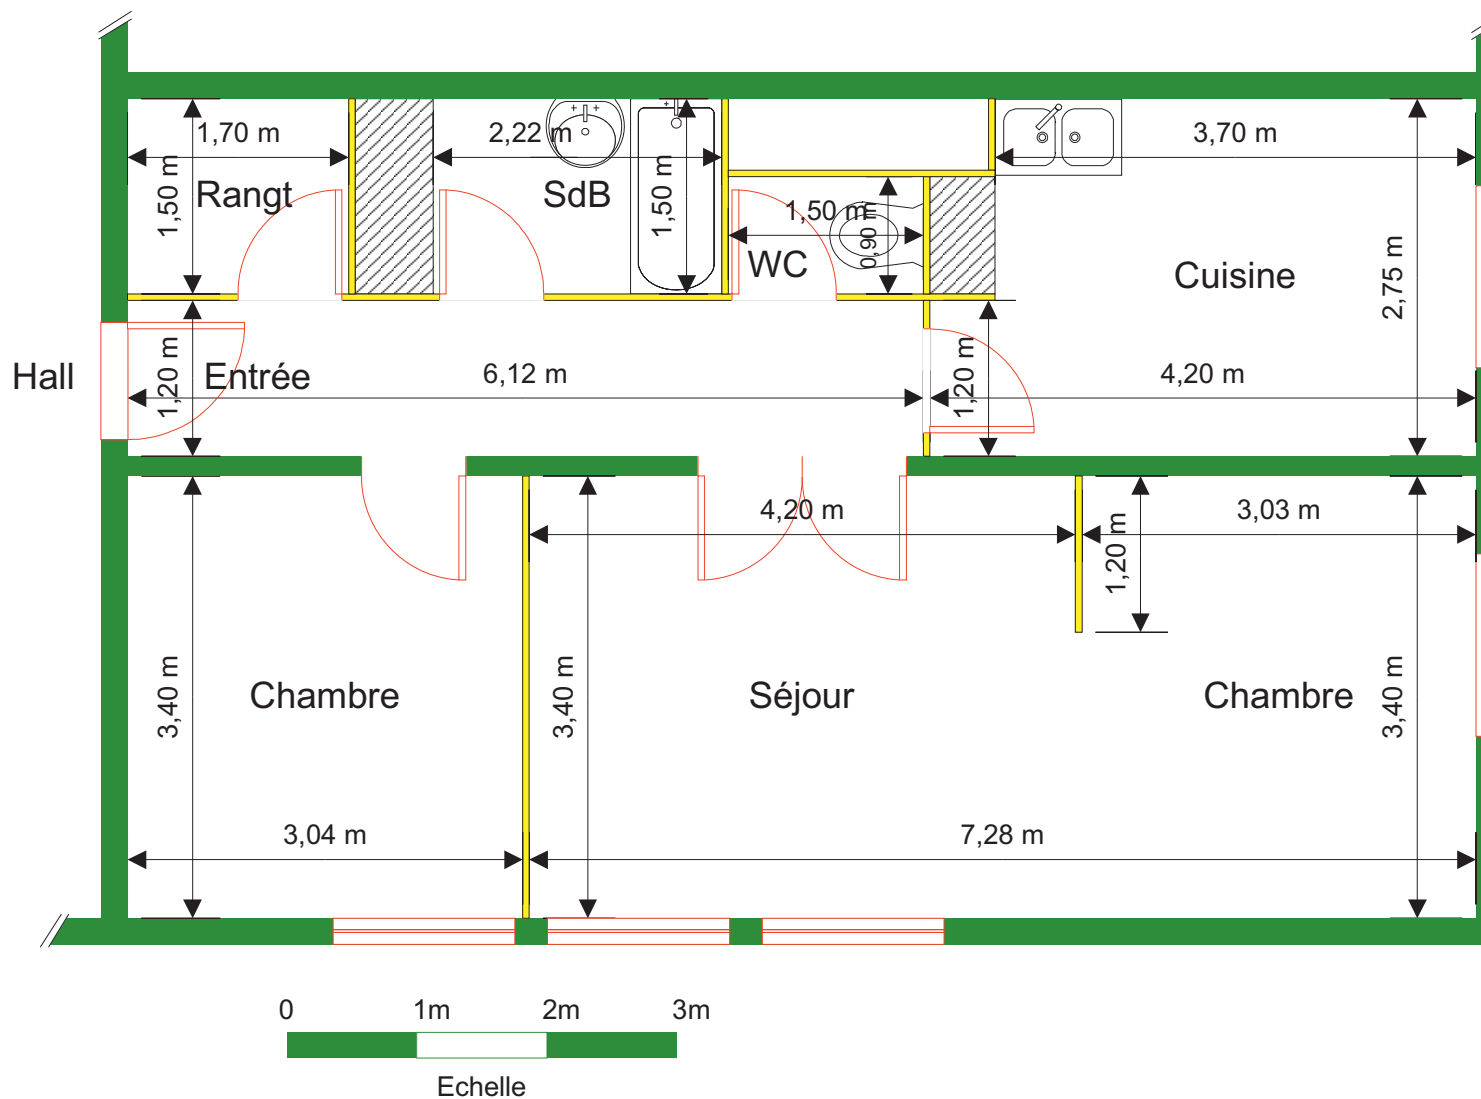 1,70 m
2,22 m
3,70 m
1,50 m
Rangt
SdB
1,50 m
1,50 m
0,90 m
WC
Cuisine
2,75 m
Hall
Entrée
1,20 m
6,12 m
1,20 m
4,20 m
4,20 m
1,20 m
3,03 m
3,40 m
Chambre
3,40 m
Séjour
Chambre
3,40 m
3,04 m
7,28 m
0 1m 2m 3m
Echelle